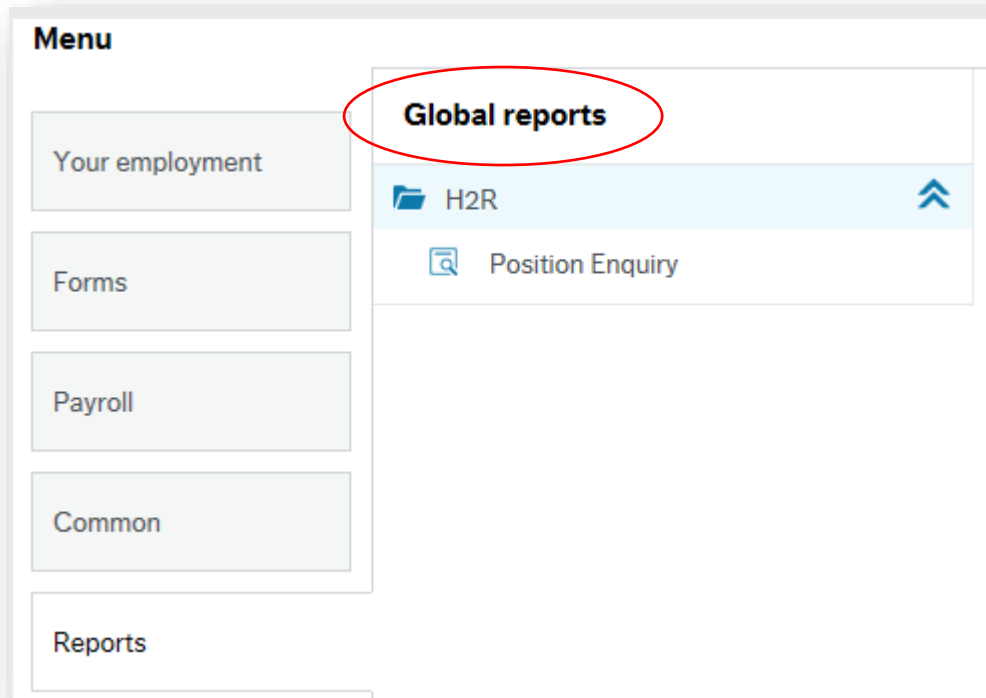 Menu
Your employment
Forms
Payroll
Common
Reports
Global reports
H2R
Position Enquiry